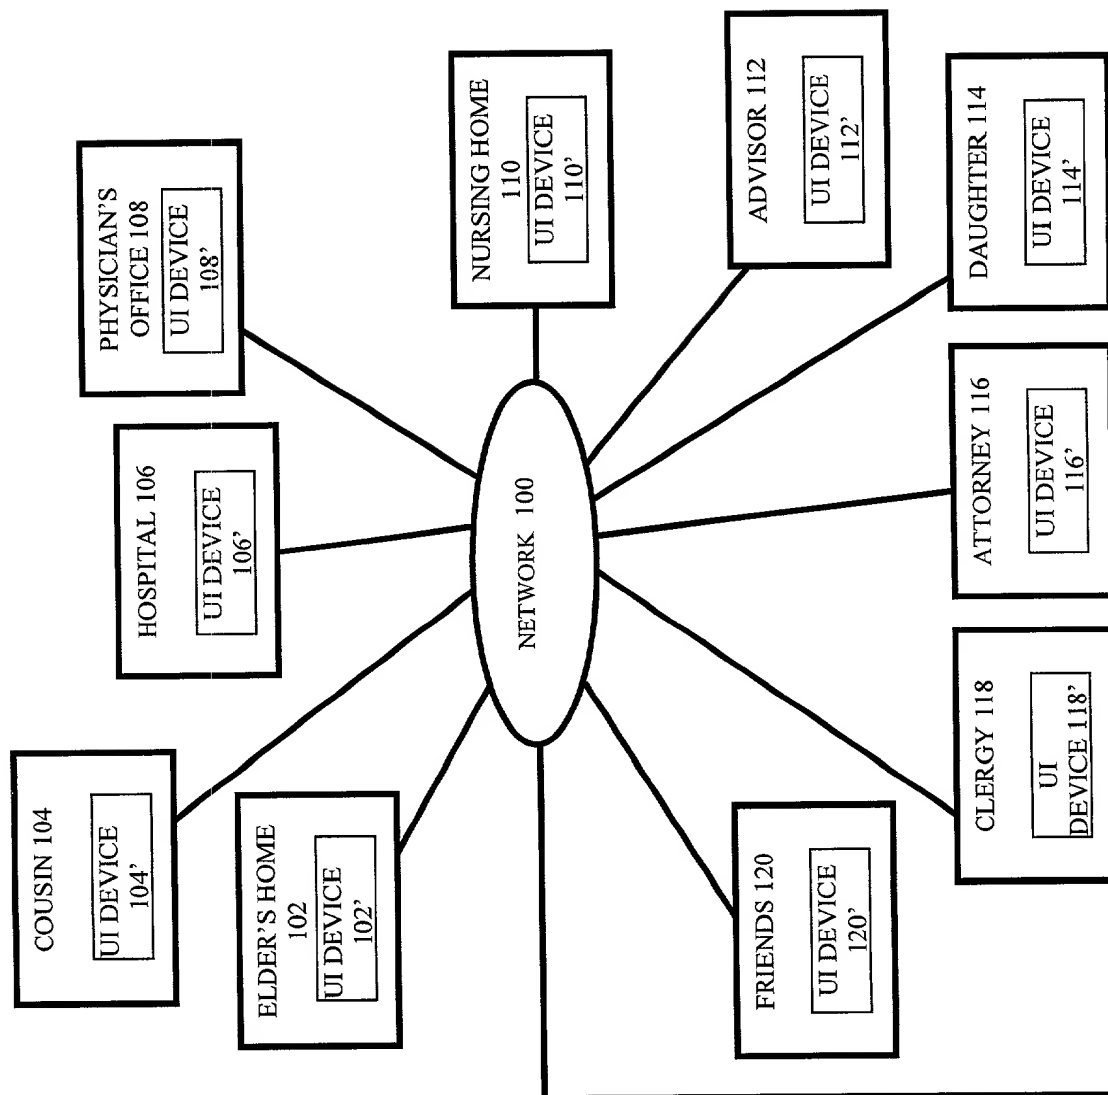 COUSIN 104
UI DEVICE
104'
PHYSICIAN'S
OFFICE 108
UI DEVICE
108'
HOSPITAL 106
UI DEVICE
106'
ELDER'S HOME
102
UI DEVICE
102'
NURSING HOME
110
UI DEVICE
110'
NETWORK 100
FRIENDS 120
UI DEVICE
120'
ADVISOR 112
UI DEVICE
112'
CLERGY 118
UI
DEVICE 118'
ATTORNEY 116
UI DEVICE
116'
DAUGHTER 114
UI DEVICE
114'